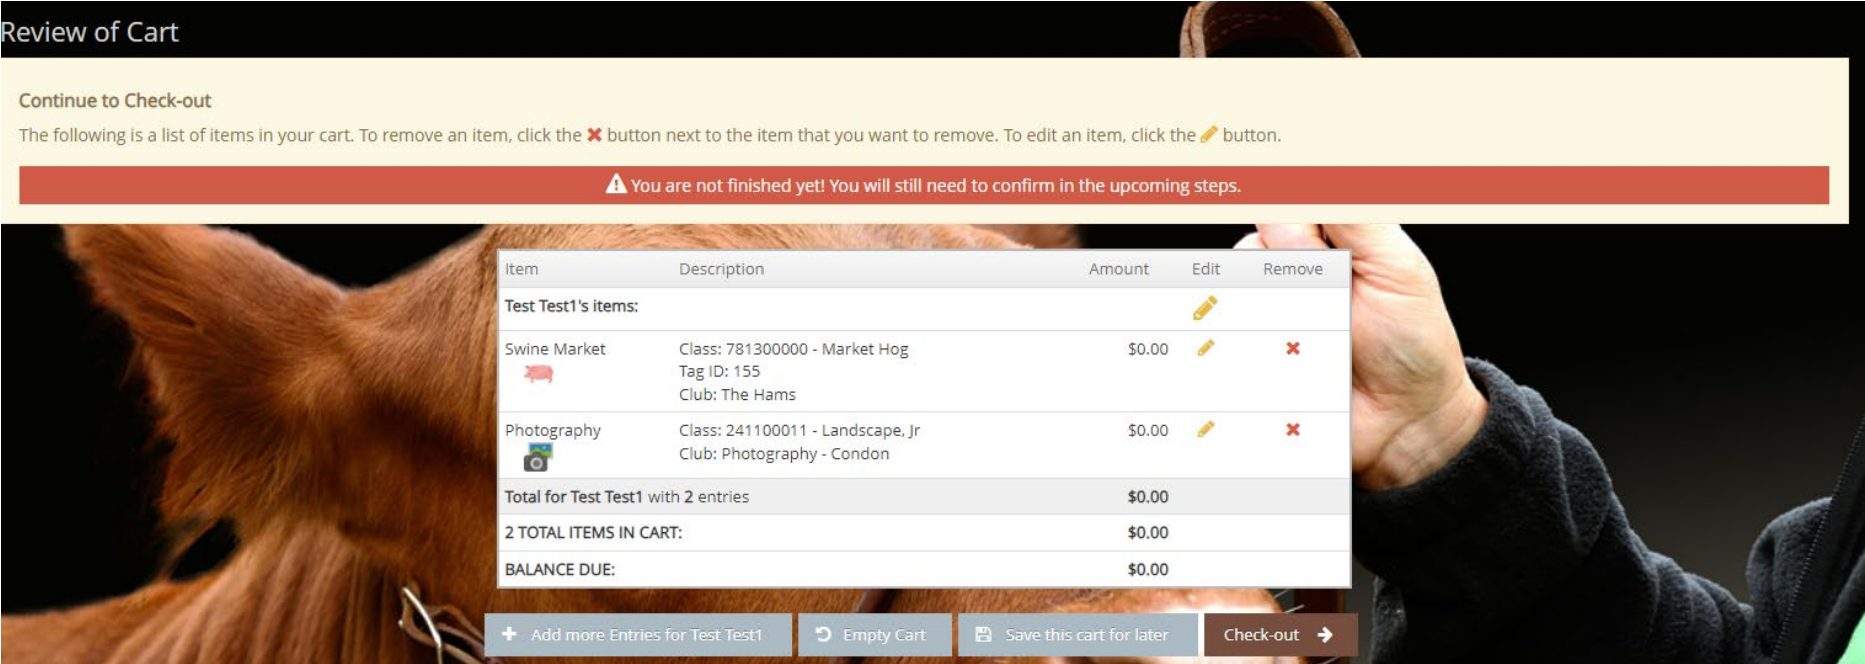 Review of Cart
Continue to Check-out
The following is a list of items in your cart. To remove an item, click the button next to the item that you want to remove. To edit an item, click the button.
You are not finished yet! You will still need to confirm in the upcoming steps.
Item Description Amount Edit Remove
Test Test1's items:
Swine Market Class: 781300000 - Market Hog $0.00
Tag ID: 155
Club: The Hams
Photography Class: 241100011 - Landscape, Jr $0.00
Club: Photography - Condon
Total for Test Test1 with 2 entries $0.00
2 TOTAL ITEMS IN CART: $0.00
BALANCE DUE: $0.00
Add more Entries for Test Test1 Empty Cart Save this cart for later Check-out